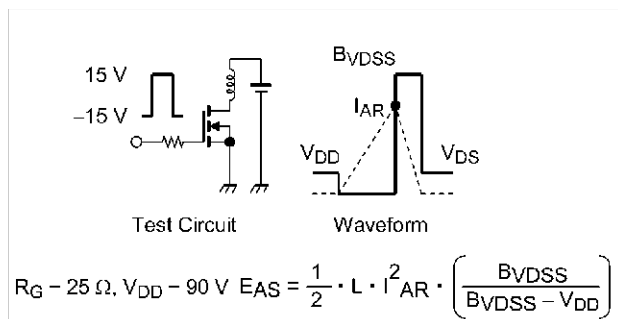 15 V
–15 V
BVDSS
IAR
VDD
VDS
Test Circuit
Waveform
RG – 25 Ω, VDD – 90 V EAS = 1/2 · L · I²AR · (BVDSS / BVDSS – VDD)